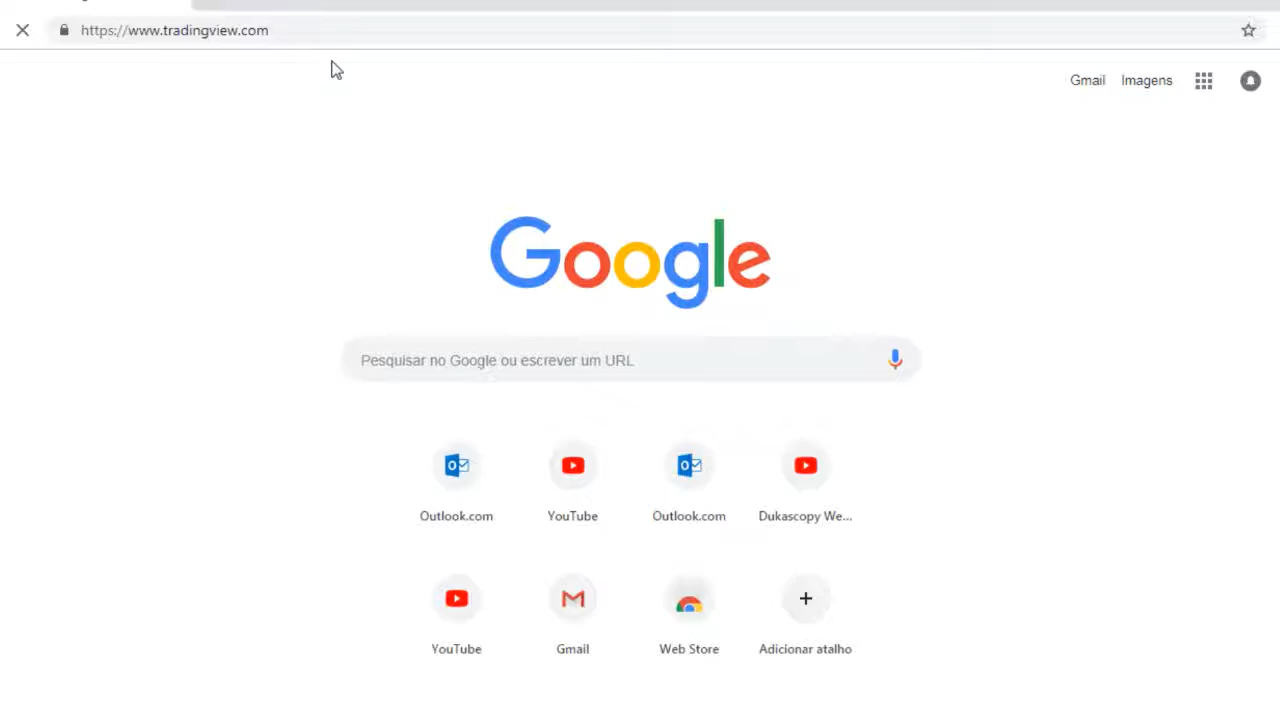 https://www.tradingview.com
Gmail Imagens
Google
Pesquisar no Google ou escrever um URL
Outlook.com YouTube Outlook.com Dukascopy We...
YouTube Gmail Web Store Adicionar atalho